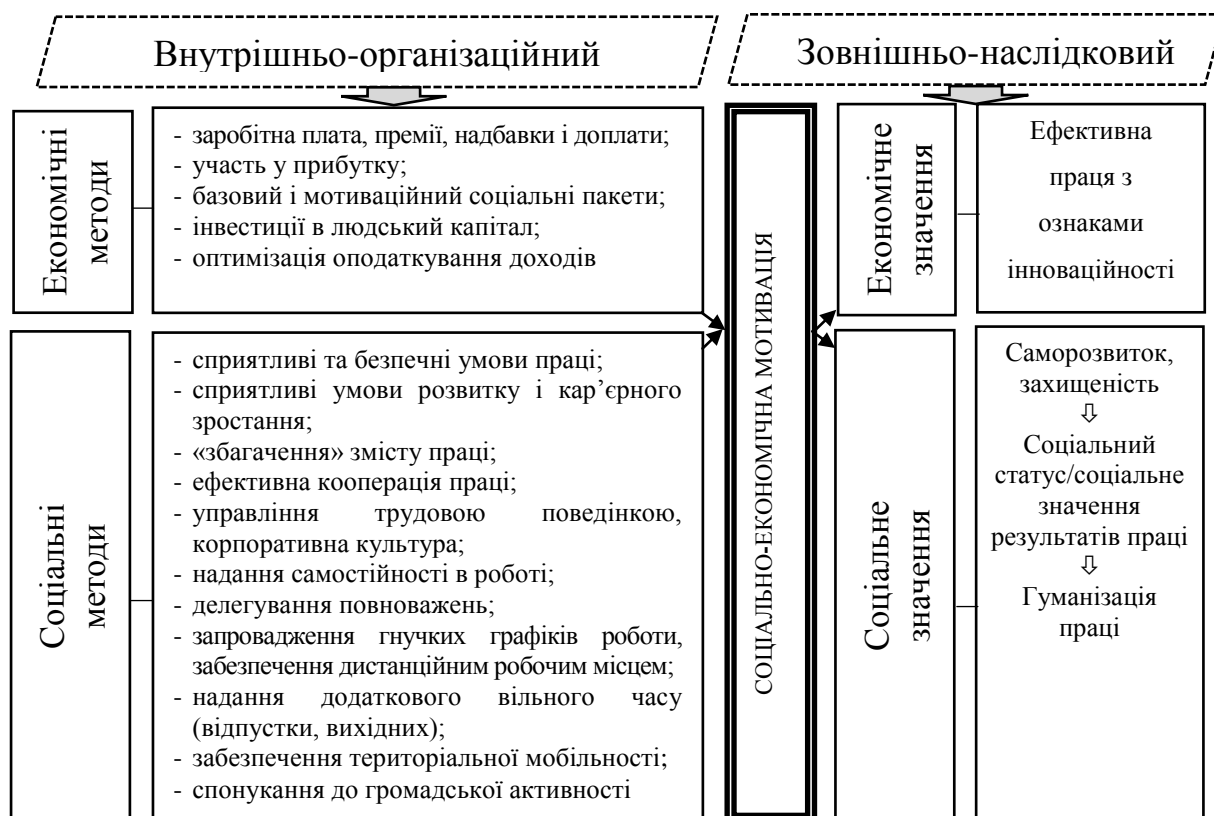 Внутрішньо-організаційний
Зовнішньо-наслідковий
Економічні
методи
- заробітна плата, премії, надбавки і доплати;
- участь у прибутку;
- базовий і мотиваційний соціальні пакети;
- інвестиції в людський капітал;
- оптимізація оподаткування доходів
Соціальні
методи
- сприятливі та безпечні умови праці;
- сприятливі умови розвитку і кар’єрного
зростання;
- «збагачення» змісту праці;
- ефективна кооперація праці;
- управління трудовою поведінкою,
корпоративна культура;
- надання самостійності в роботі;
- делегування повноважень;
- запровадження гнучких графіків роботи,
забезпечення дистанційним робочим місцем;
- надання додаткового вільного часу
(відпустки, вихідних);
- забезпечення територіальної мобільності;
- спонукання до громадської активності
СОЦІАЛЬНО-ЕКОНОМІЧНА МОТИВАЦІЯ
Економічне
значення
Ефективна
праця з
ознаками
інноваційності
Соціальне
значення
Саморозвиток,
захищеність
Соціальний
статус/соціальне
значення
результатів праці
Гуманізація
праці